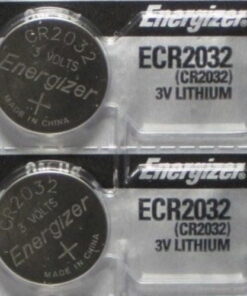 CR2032
3 VOLTS
Energizer
+
MADE IN CHINA
Energizer
ECR2032
(CR2032)
3V LITHIUM
CR2032
3 VOLTS
Energizer
+
MADE IN CHINA
Energizer
ECR2032
(CR2032)
3V LITHIUM